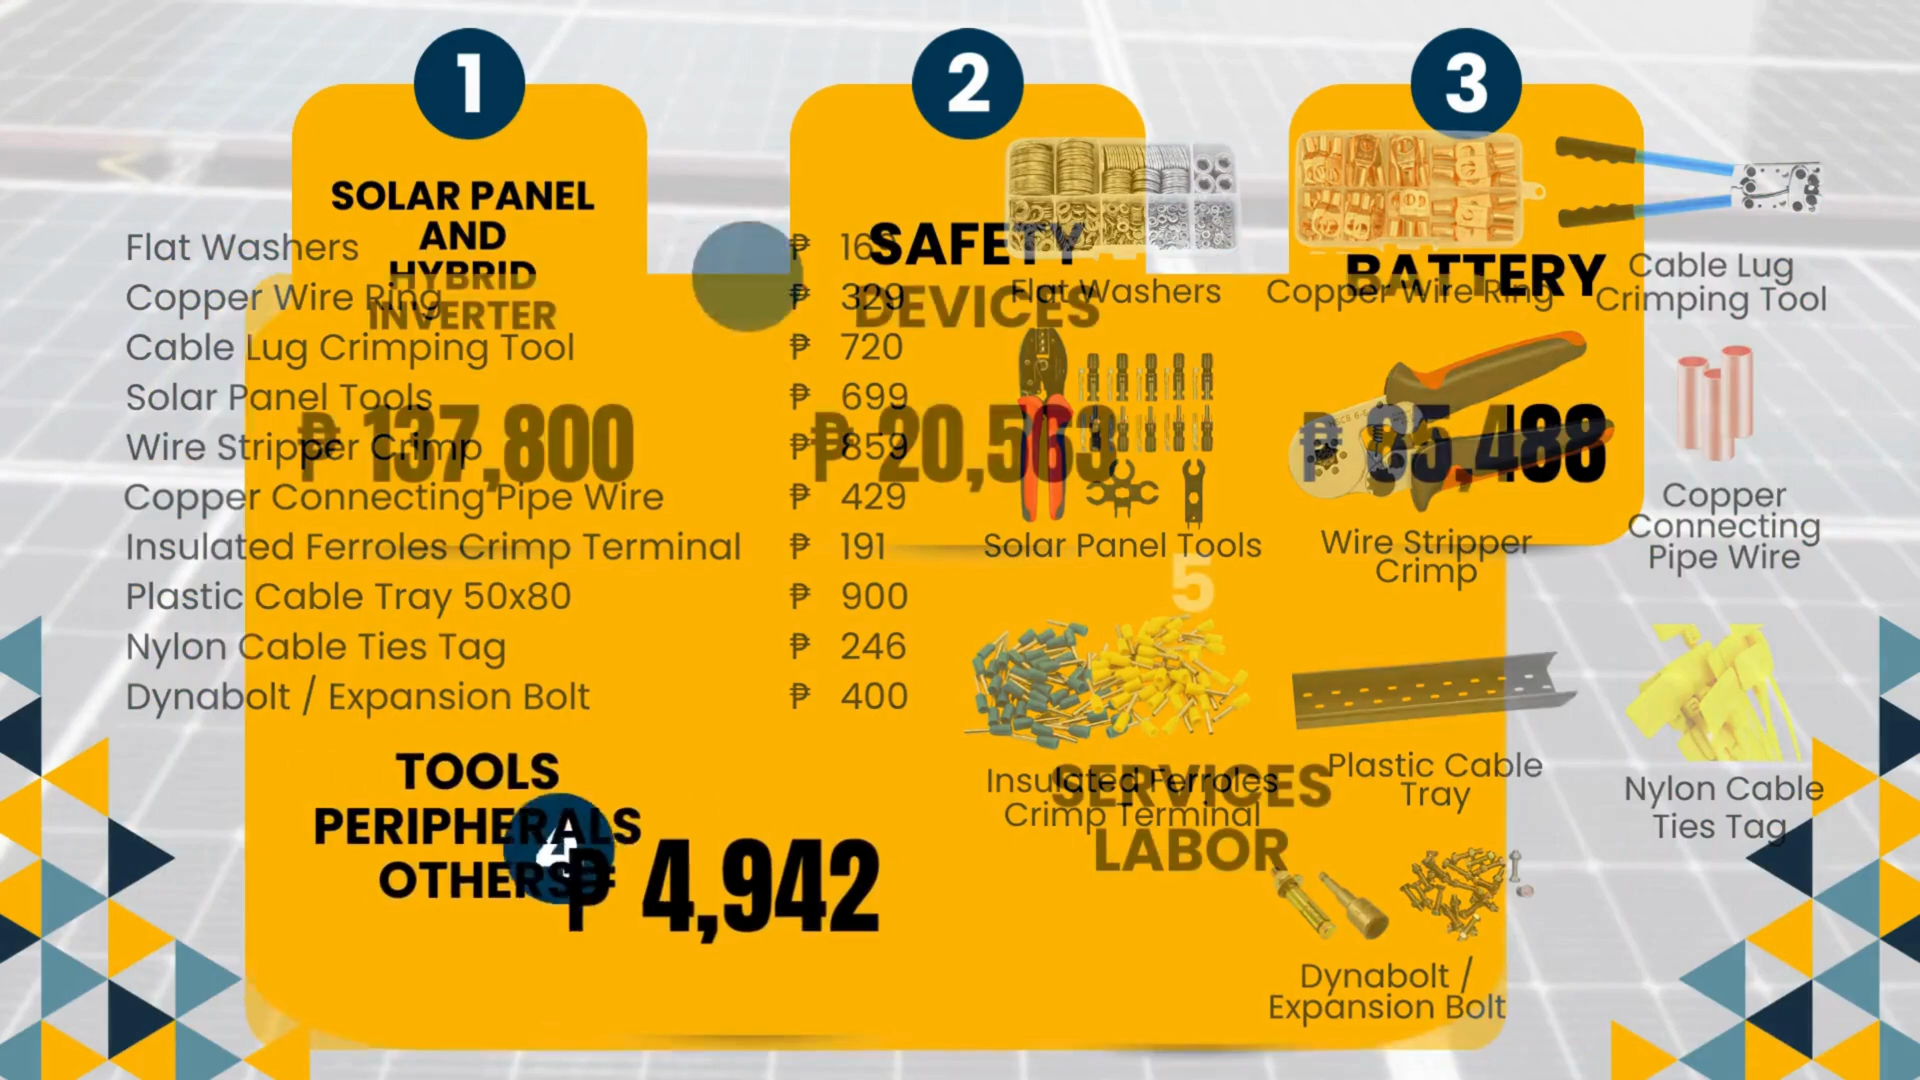 1
2
3
SOLAR PANEL
AND
HYBRID
INVERTER
₱ 137,800
SAFETY
DEVICES
₱ 20,563
BATTERY
₱
Flat Washers ₱ 169
Copper Wire Ring ₱ 329
Cable Lug Crimping Tool ₱ 720
Solar Panel Tools ₱ 699
Wire Stripper Crimp ₱ 859
Copper Connecting Pipe Wire ₱ 429
Insulated Ferroles Crimp Terminal ₱ 191
Plastic Cable Tray 50x80 ₱ 900
Nylon Cable Ties Tag ₱ 246
Dynabolt / Expansion Bolt ₱ 400
4
TOOLS
PERIPHERALS
OTHERS
₱ 4,942
5
SERVICES
LABOR
Flat Washers
Copper Wire Ring
Cable Lug
Crimping Tool
Solar Panel Tools
Wire Stripper
Crimp
Copper
Connecting
Pipe Wire
Insulated Ferroles
Crimp Terminal
Plastic Cable
Tray
Nylon Cable
Ties Tag
Dynabolt /
Expansion Bolt